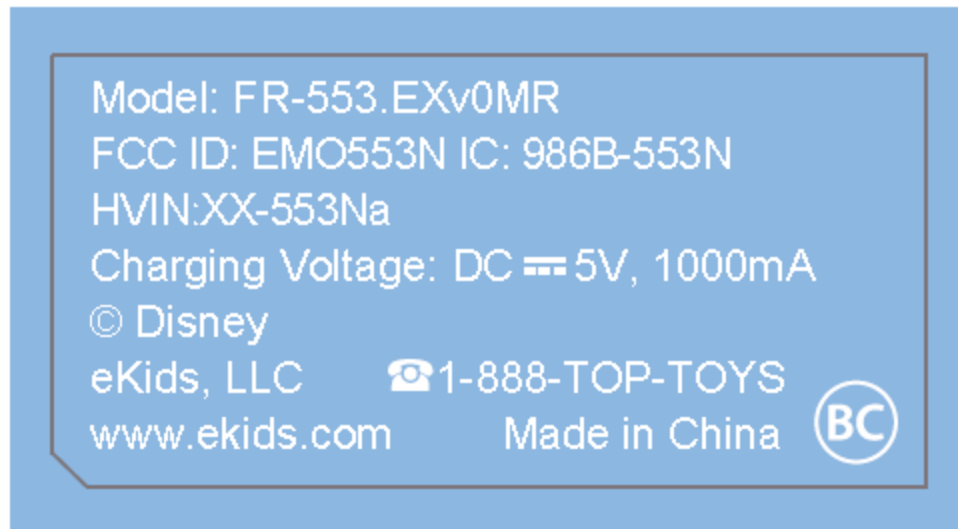 Model: FR-553.EXv0MR
FCC ID: EMO553N IC: 986B-553N
HVIN:XX-553Na
Charging Voltage: DC ⎓ 5V, 1000mA
© Disney
eKids, LLC ☎1-888-TOP-TOYS
www.ekids.com Made in China BC